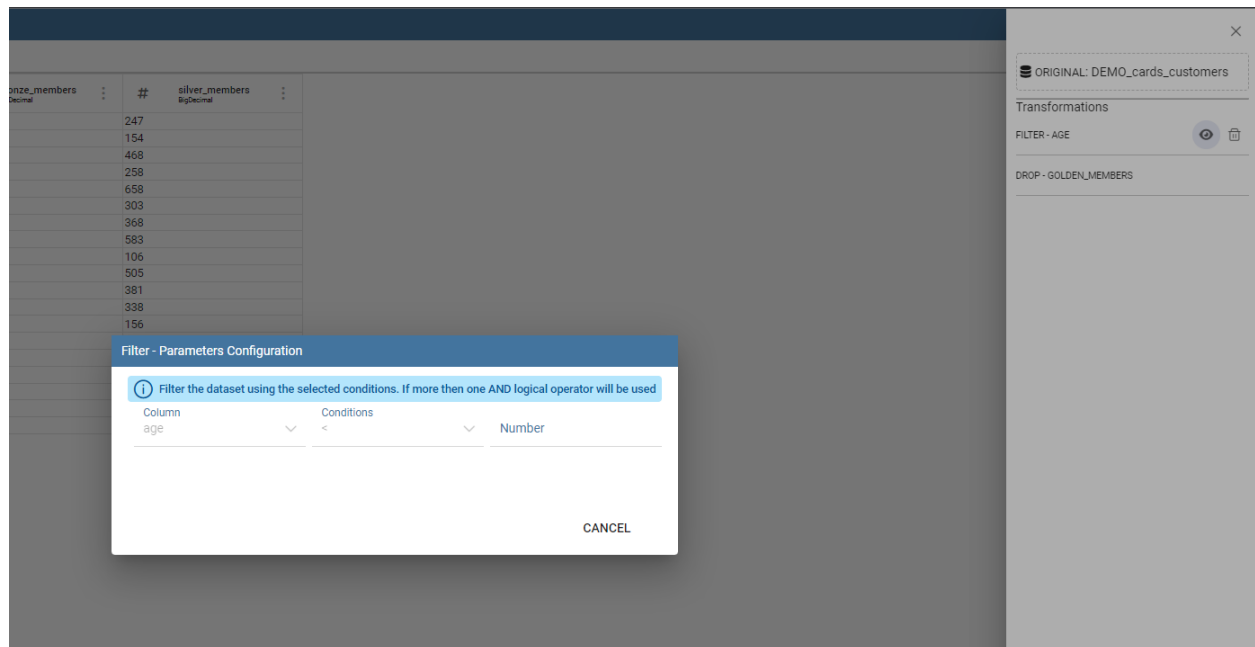 ORIGINAL: DEMO_cards_customers
Transformations
FILTER - AGE
DROP - GOLDEN_MEMBERS
onze_members # silver_members
Decimal BigDecimal
247
154
468
258
658
303
368
583
106
505
381
338
156
Filter - Parameters Configuration
Filter the dataset using the selected conditions. If more then one AND logical operator will be used
Column Conditions
age < Number
CANCEL